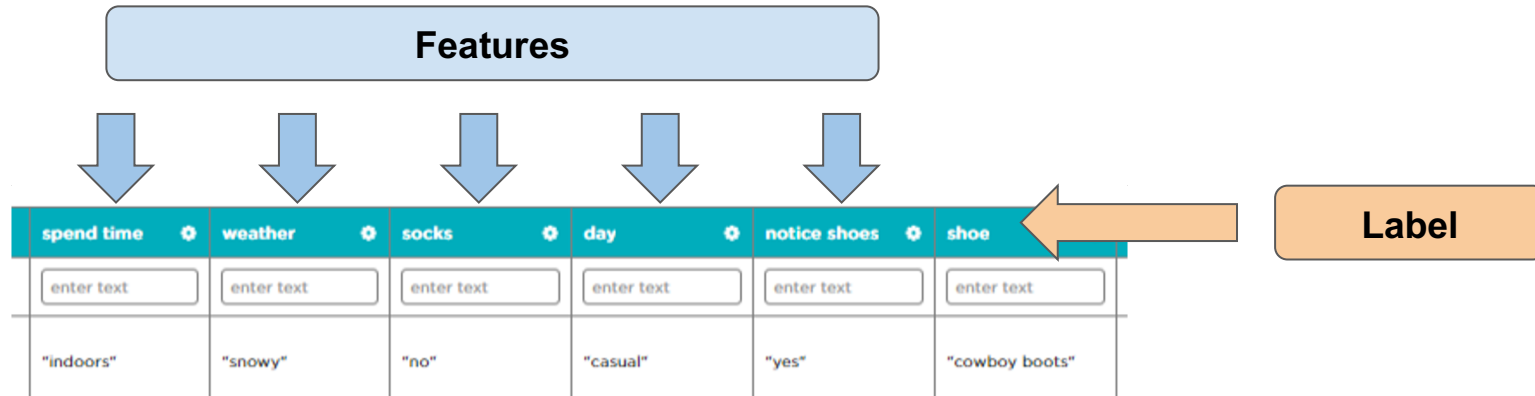 Features
Label
spend time weather socks day notice shoes shoe
enter text enter text enter text enter text enter text enter text
"indoors" "snowy" "no" "casual" "yes" "cowboy boots"